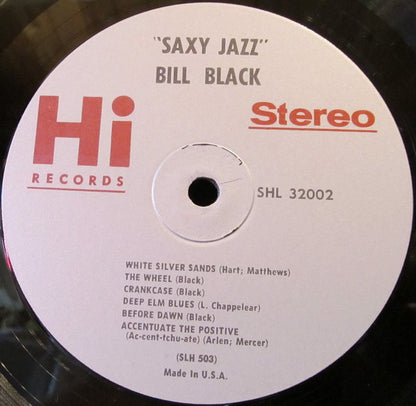 "SAXY JAZZ"
BILL BLACK
Hi
RECORDS
Stereo
SHL 32002
WHITE SILVER SANDS (Hart; Matthews)
THE WHEEL (Black)
CRANKCASE (Black)
DEEP ELM BLUES (L. Chappelear)
BEFORE DAWN (Black)
ACCENTUATE THE POSITIVE
(Ac-cent-tchu-ate) (Arlen; Mercer)
(SLH 503)
Made in U.S.A.